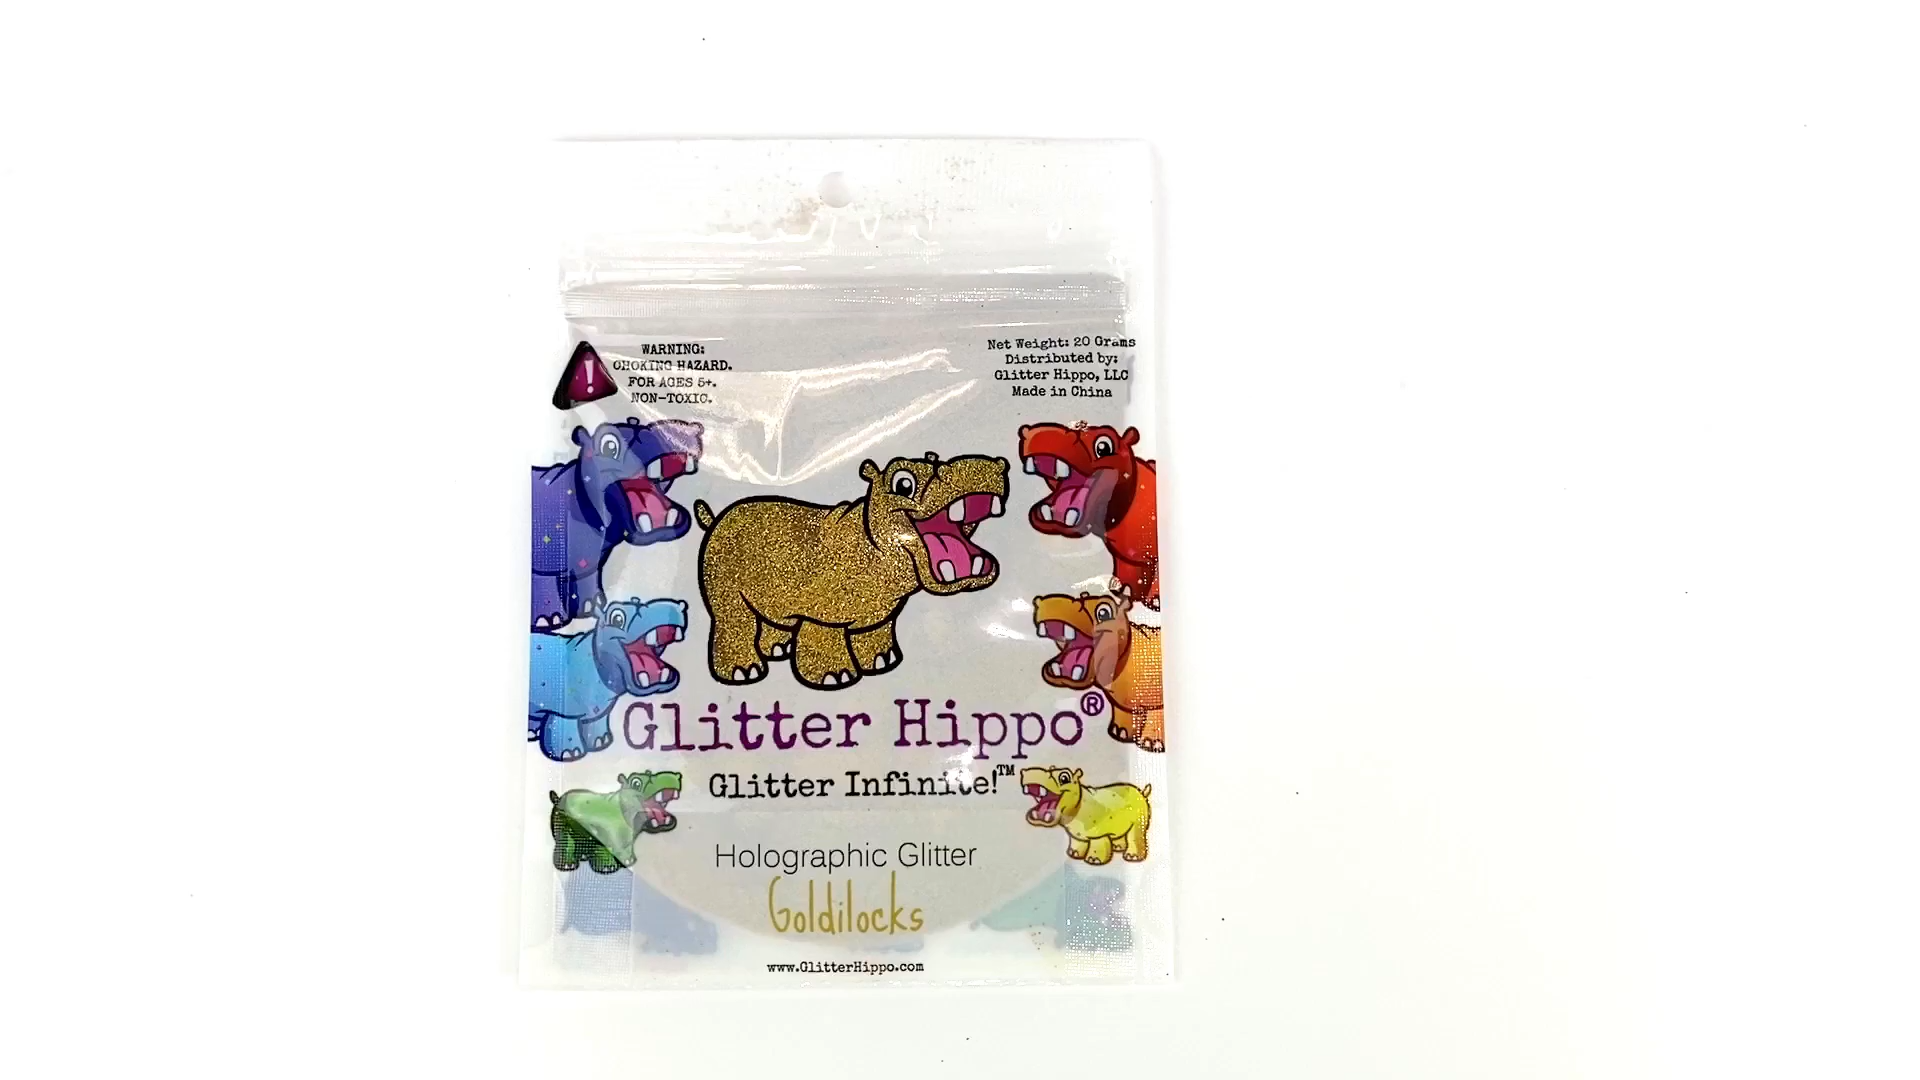 WARNING:
CHOKING HAZARD.
FOR AGES 5+.
NON-TOXIC.
Net Weight: 20 Grams
Distributed by:
Glitter Hippo, LLC
Made in China
Glitter Hippo®
Glitter Infinite!™
Holographic Glitter
Goldilocks
www.GlitterHippo.com